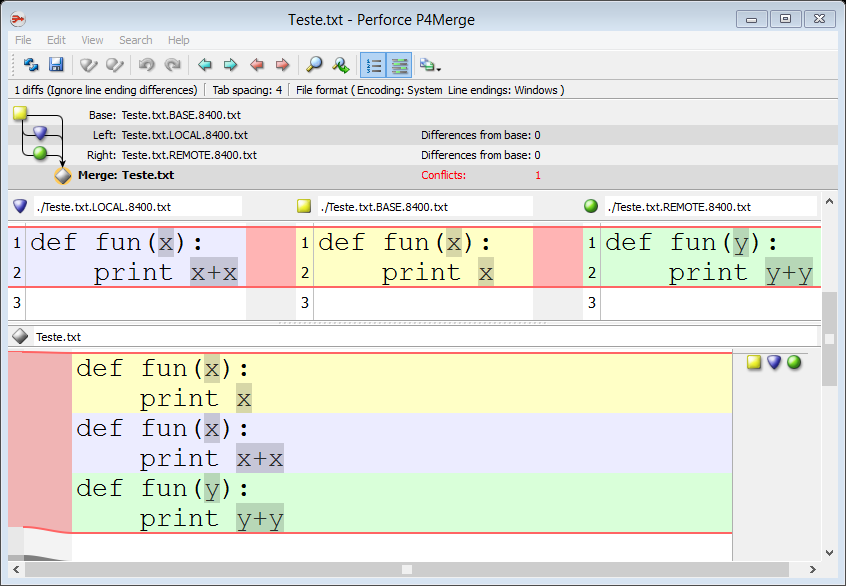 Teste.txt - Perforce P4Merge
File Edit View Search Help
1 diffs (Ignore line ending differences) Tab spacing: 4 File format ( Encoding: System Line endings: Windows )
Base: Teste.txt.BASE.8400.txt
Left: Teste.txt.LOCAL.8400.txt Differences from base: 0
Right: Teste.txt.REMOTE.8400.txt Differences from base: 0
Merge: Teste.txt Conflicts: 1
./Teste.txt.LOCAL.8400.txt ./Teste.txt.BASE.8400.txt ./Teste.txt.REMOTE.8400.txt
1 def fun(x): 1 def fun(x): 1 def fun(y):
2 print x+x 2 print x 2 print y+y
3 3 3
Teste.txt
def fun(x):
print x
def fun(x):
print x+x
def fun(y):
print y+y